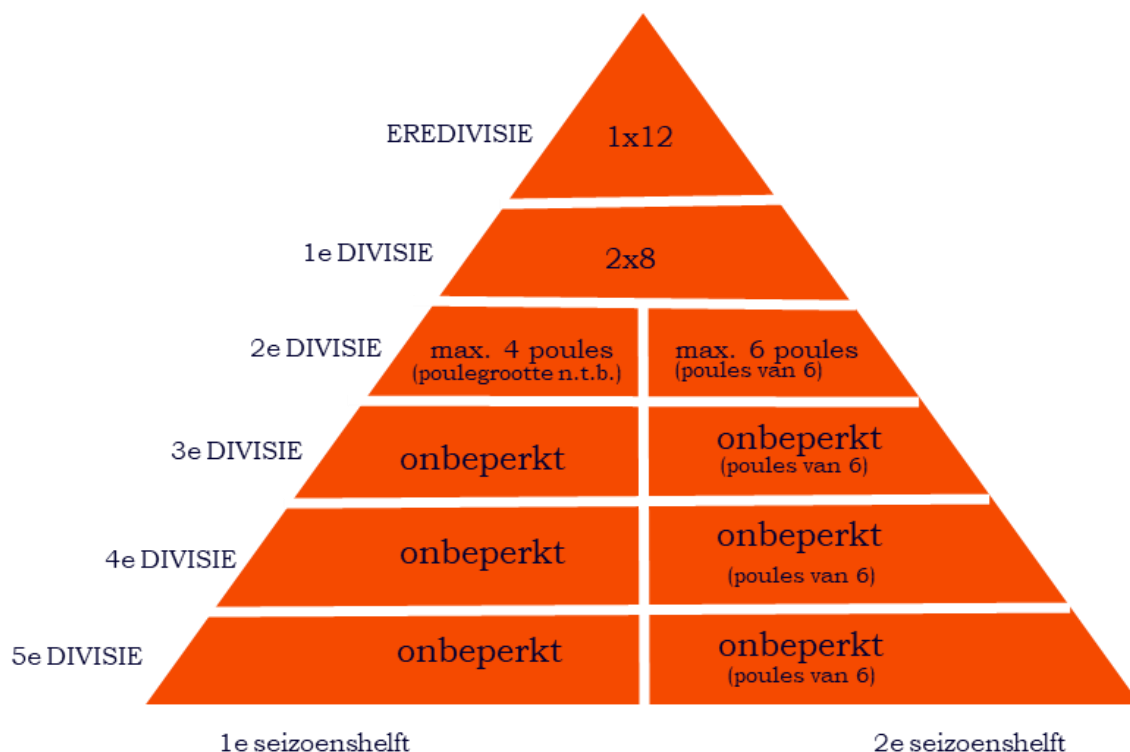 EREDIVISIE
1x12
1e DIVISIE
2x8
2e DIVISIE
max. 4 poules
(poulegrootte n.t.b.)
max. 6 poules
(poules van 6)
3e DIVISIE
onbeperkt
onbeperkt
(poules van 6)
4e DIVISIE
onbeperkt
onbeperkt
(poules van 6)
5e DIVISIE
onbeperkt
onbeperkt
(poules van 6)
1e seizoenshelft
2e seizoenshelft